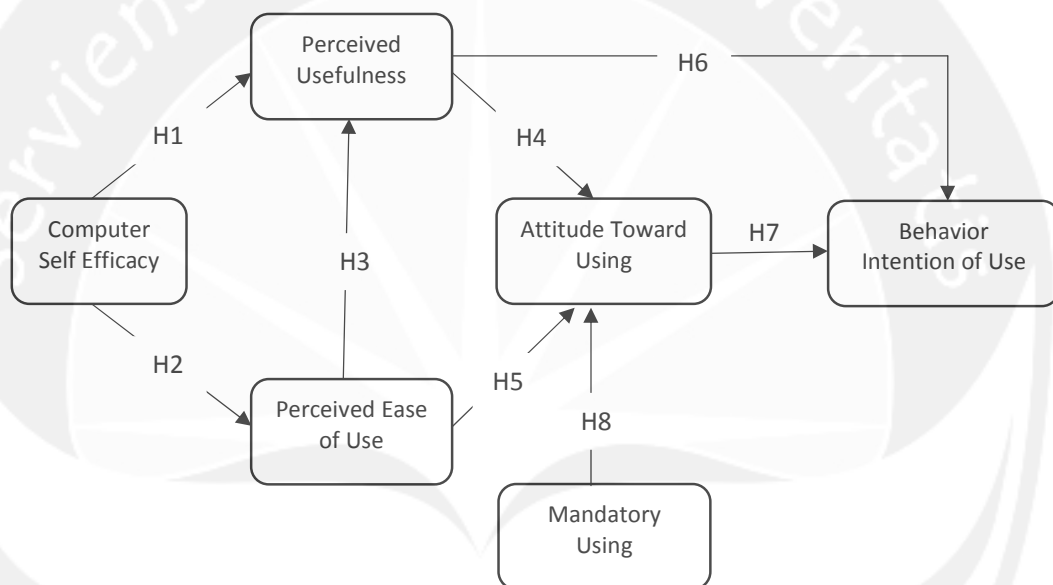 Perceived
Usefulness
H6
H1
H4
Computer
Self Efficacy
H3
Attitude Toward
Using
H7
Behavior
Intention of Use
H2
H5
Perceived Ease
of Use
H8
Mandatory
Using